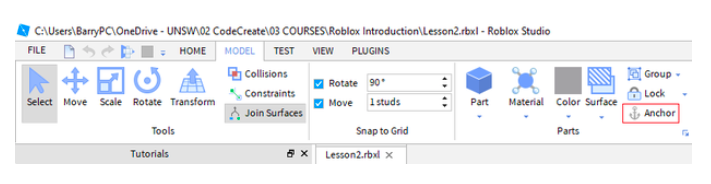 C:\Users\BarryPC\OneDrive - UNSW\02 CodeCreate\03 COURSES\Roblox Introduction\Lesson2.rbxl - Roblox Studio
FILE HOME MODEL TEST VIEW PLUGINS
Select Move Scale Rotate Transform
Collisions
Constraints
Join Surfaces
Tools
Rotate 90°
Move 1 studs
Snap to Grid
Part Material Color Surface
Group
Lock
Anchor
Parts
Tutorials
Lesson2.rbxl